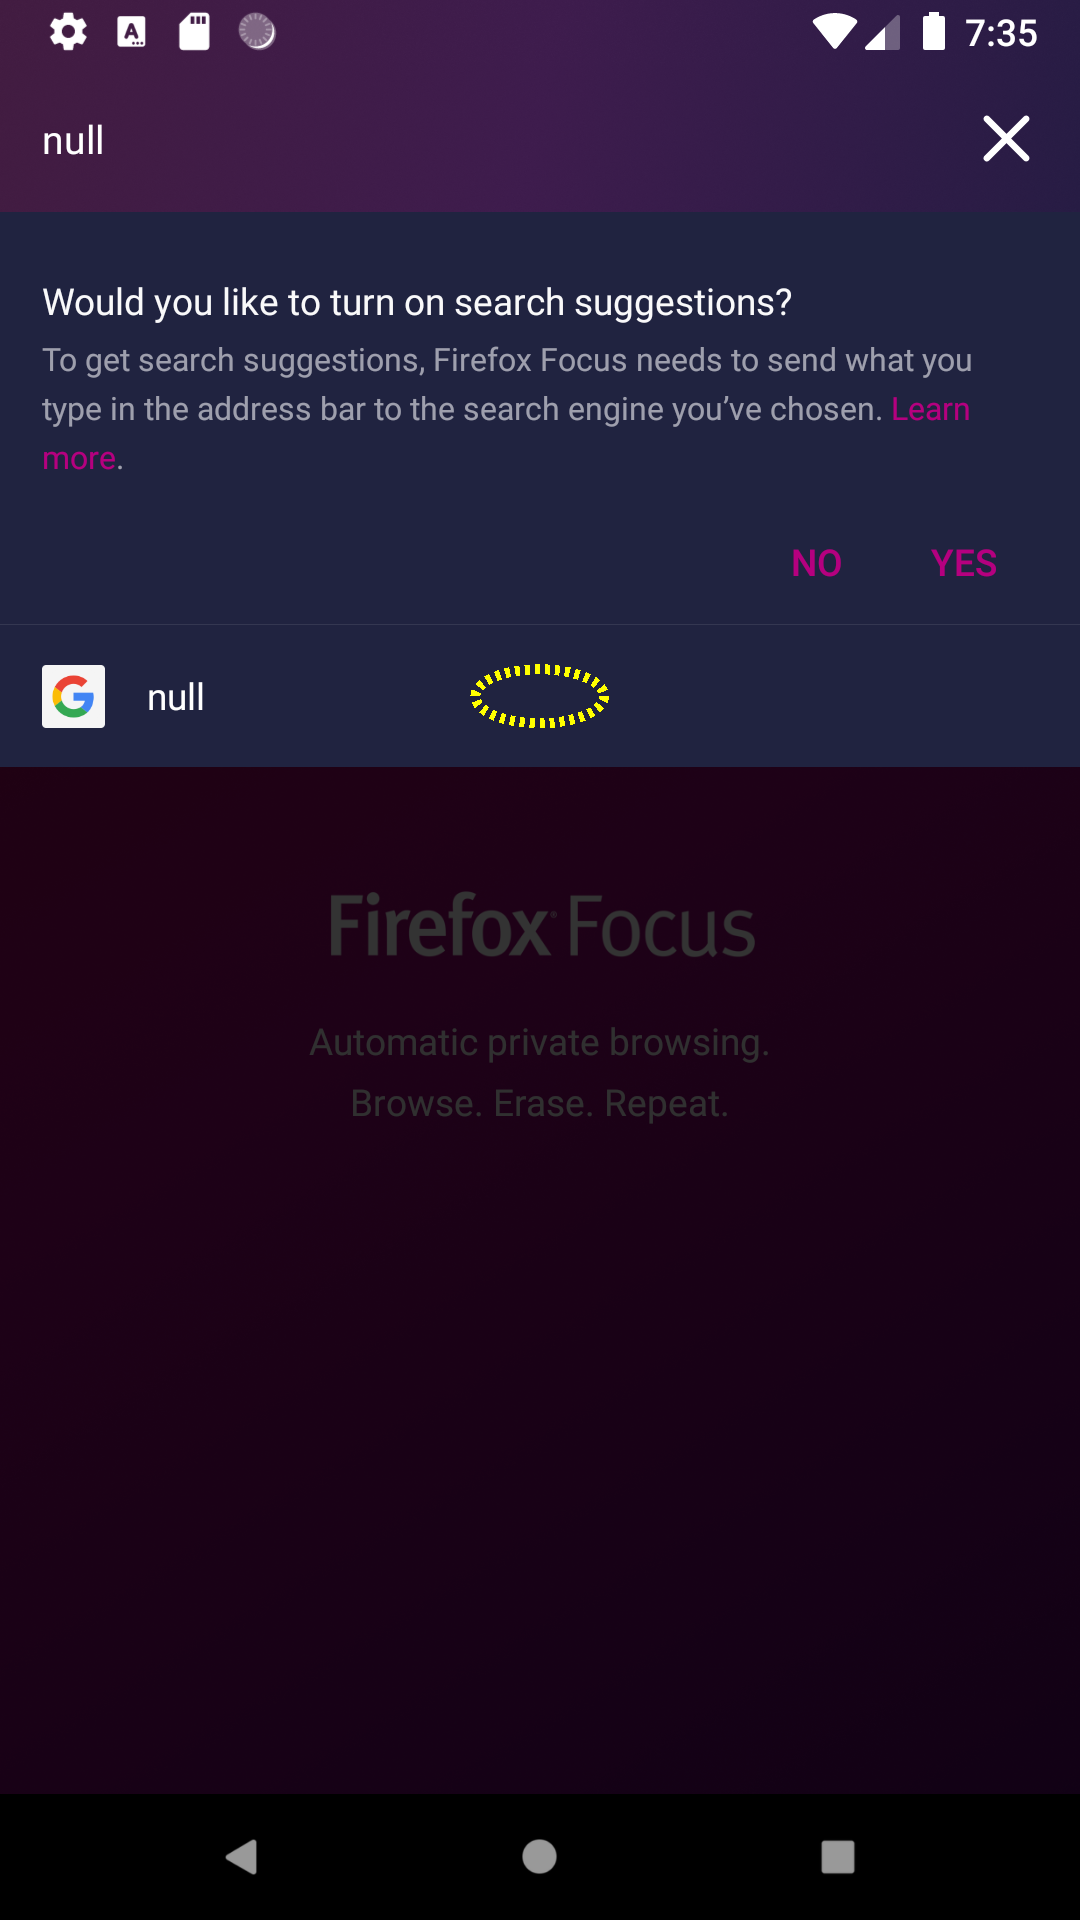 7:35
null
Would you like to turn on search suggestions?
To get search suggestions, Firefox Focus needs to send what you
type in the address bar to the search engine you’ve chosen. Learn
more.
NO YES
null
Firefox Focus
Automatic private browsing.
Browse. Erase. Repeat.